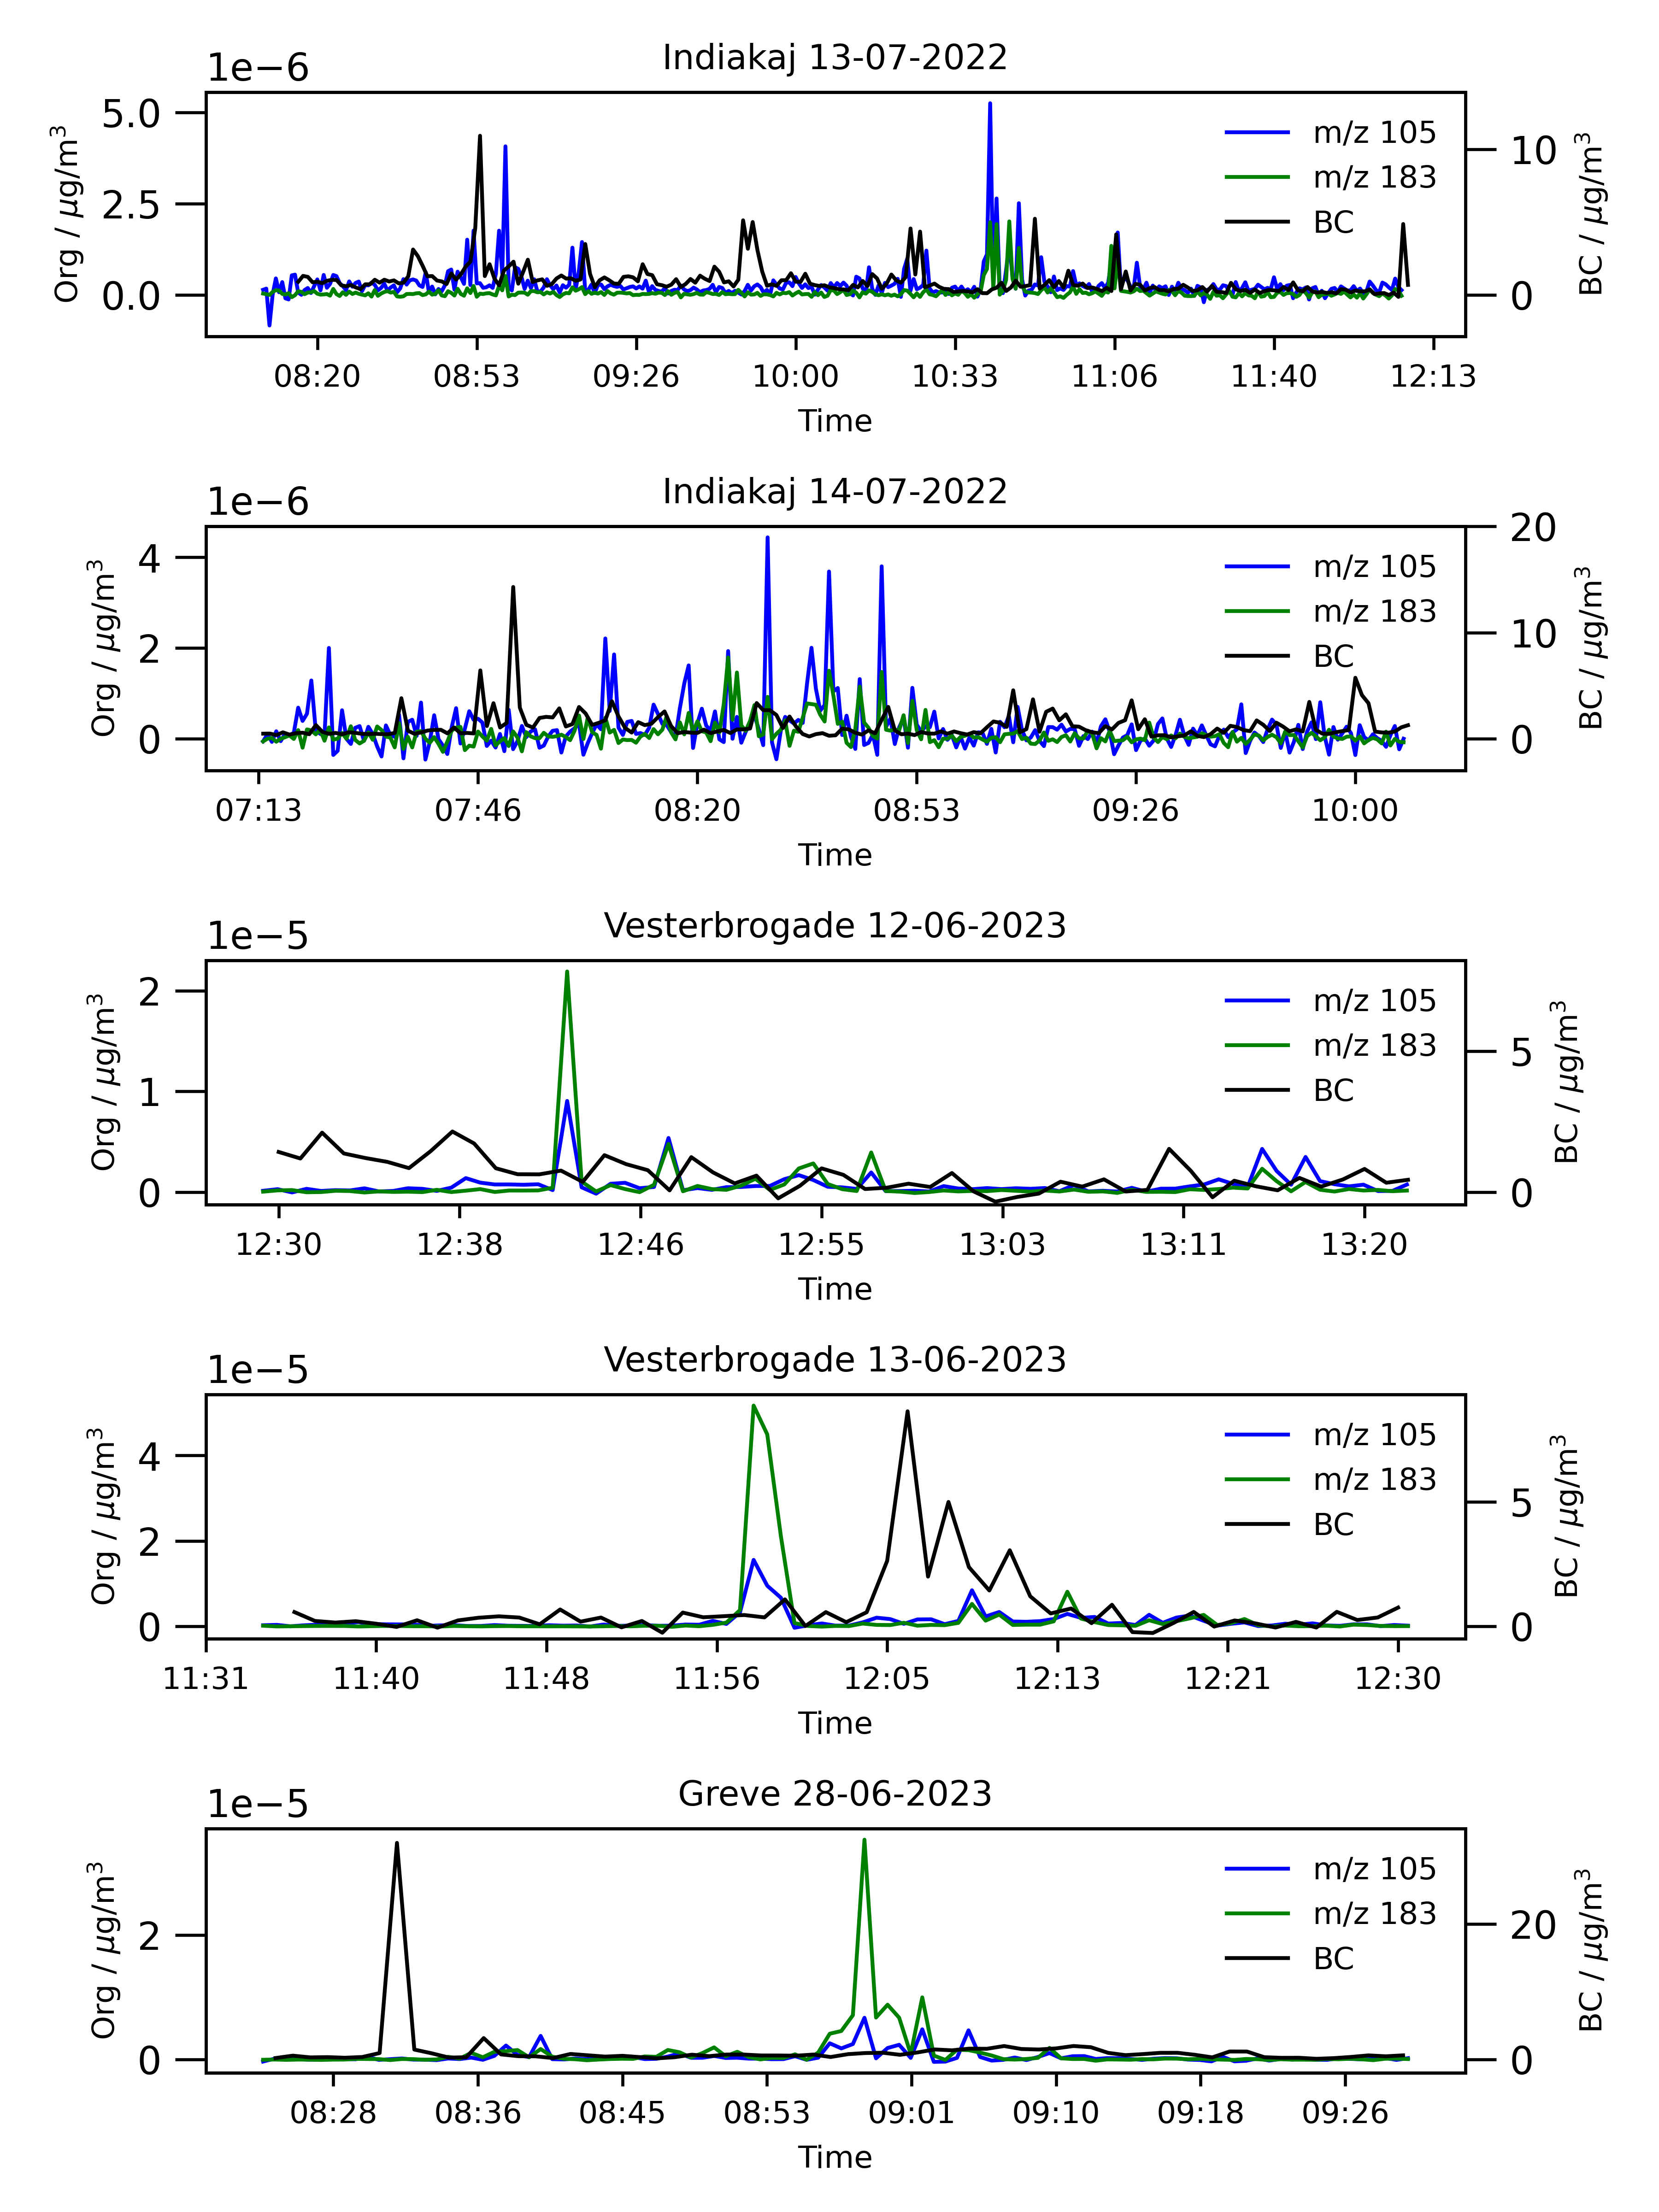 Indiakaj 13-07-2022
1e−6
5.0
2.5
0.0
Org / μg/m³
10
0
BC / μg/m³
m/z 105
m/z 183
BC
08:20 08:53 09:26 10:00 10:33 11:06 11:40 12:13
Time
Indiakaj 14-07-2022
1e−6
4
2
0
Org / μg/m³
20
10
0
BC / μg/m³
m/z 105
m/z 183
BC
07:13 07:46 08:20 08:53 09:26 10:00
Time
Vesterbrogade 12-06-2023
1e−5
2
1
0
Org / μg/m³
5
0
BC / μg/m³
m/z 105
m/z 183
BC
12:30 12:38 12:46 12:55 13:03 13:11 13:20
Time
Vesterbrogade 13-06-2023
1e−5
4
2
0
Org / μg/m³
5
0
BC / μg/m³
m/z 105
m/z 183
BC
11:31 11:40 11:48 11:56 12:05 12:13 12:21 12:30
Time
Greve 28-06-2023
1e−5
2
0
Org / μg/m³
20
0
BC / μg/m³
m/z 105
m/z 183
BC
08:28 08:36 08:45 08:53 09:01 09:10 09:18 09:26
Time